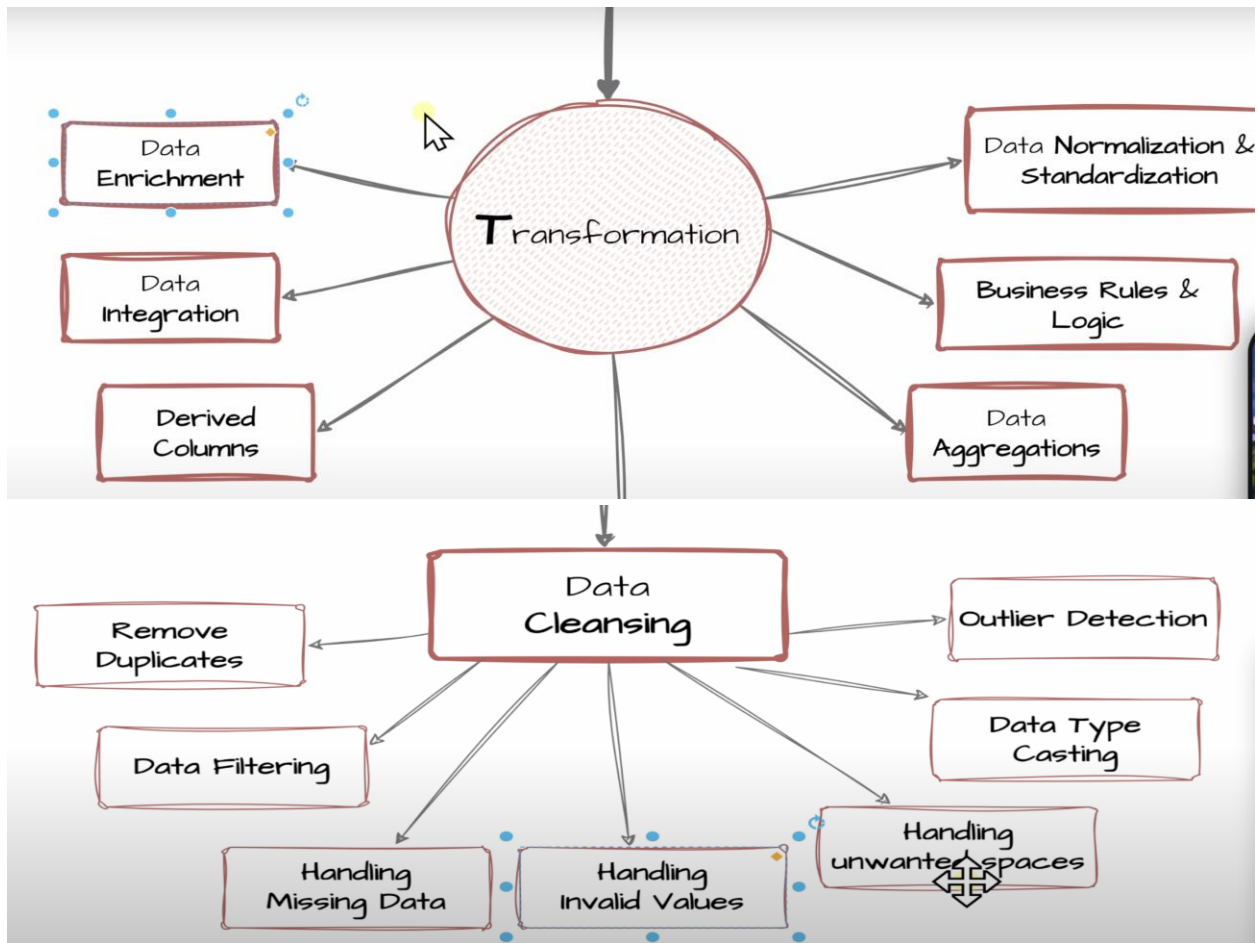 Data
Enrichment
Transformation
Data Normalization &
Standardization
Data
Integration
Business Rules &
Logic
Derived
Columns
Data
Aggregations
Data
Cleansing
Remove
Duplicates
Outlier Detection
Data Filtering
Data Type
Casting
Handling
Missing Data
Handling
Invalid Values
Handling
unwanted spaces